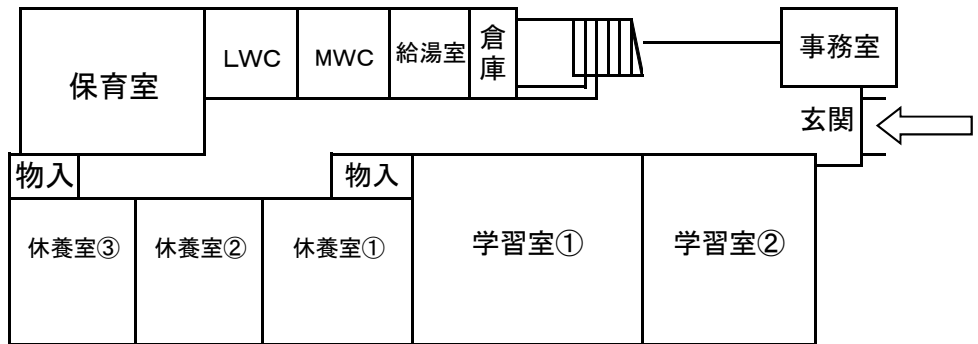 保育室
LWC
MWC
給湯室
倉庫
事務室
玄関
物入
物入
休養室③
休養室②
休養室①
学習室①
学習室②